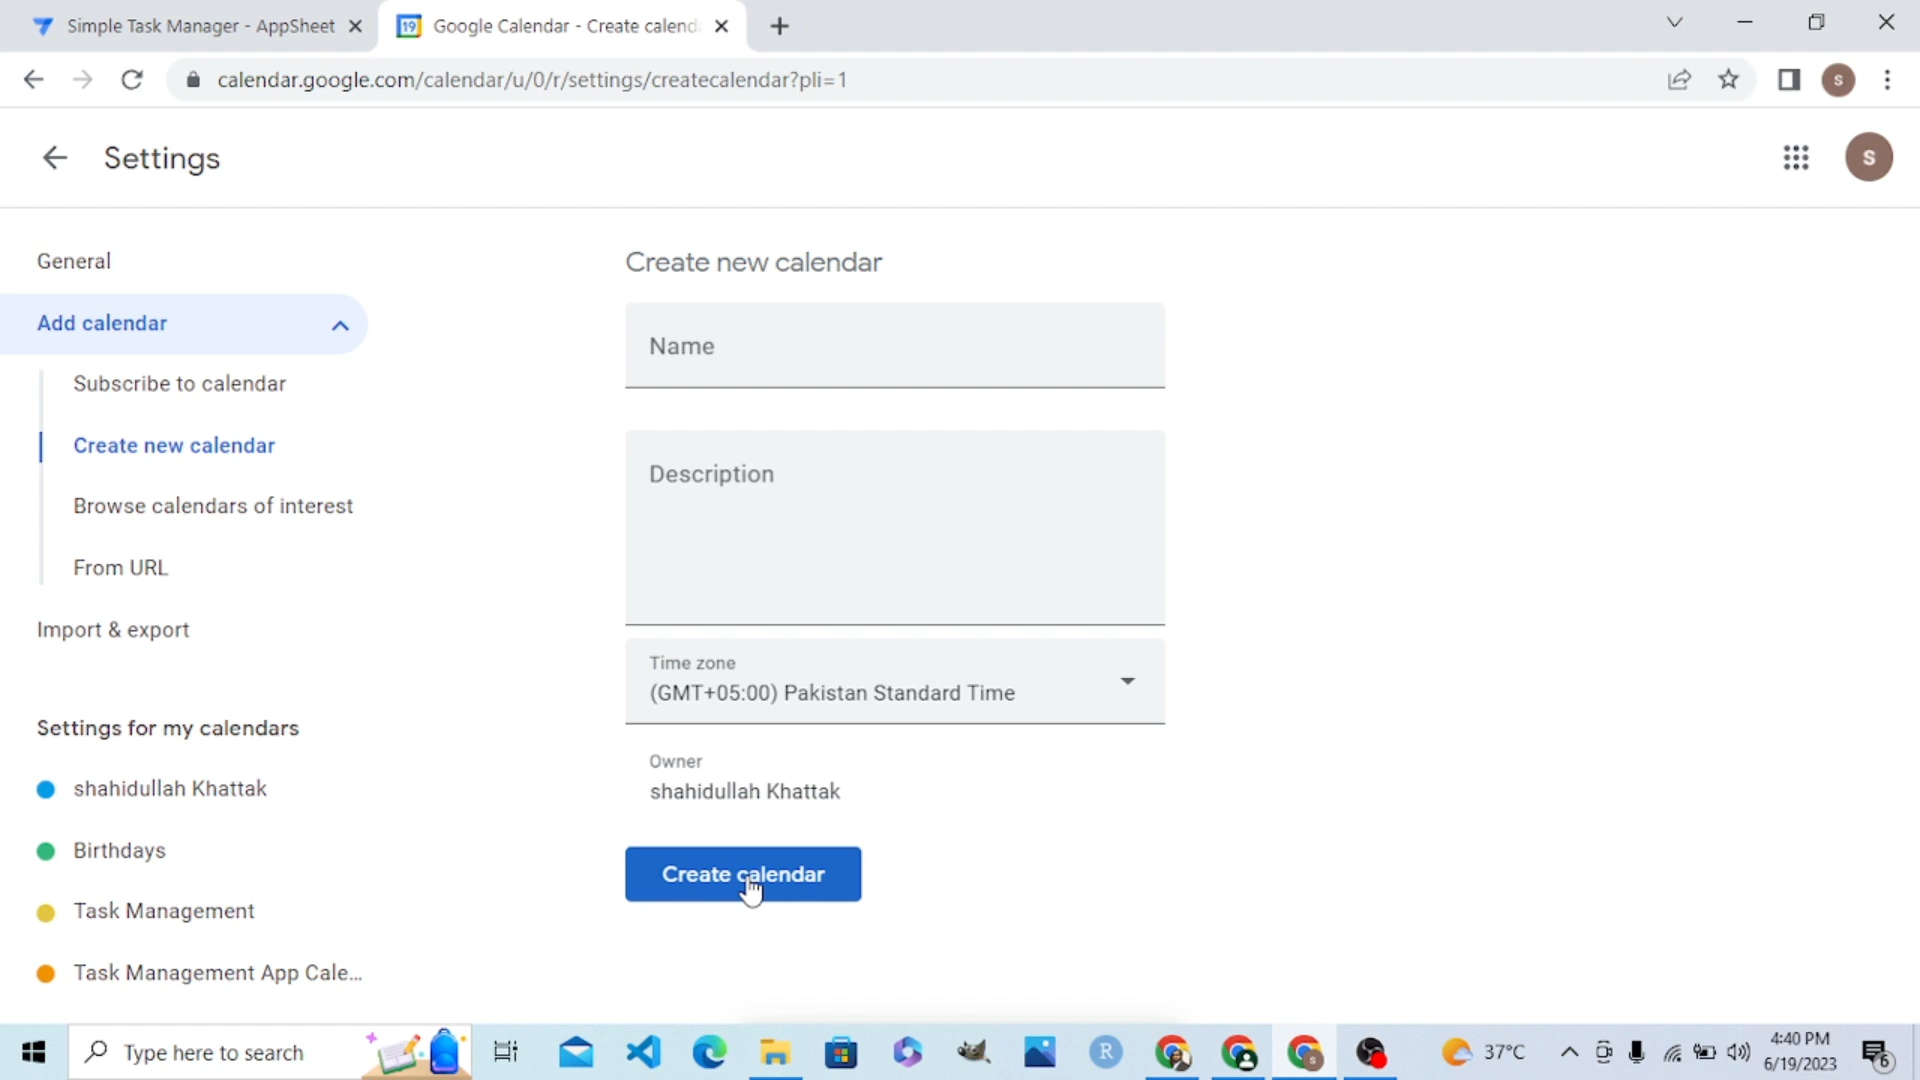 Simple Task Manager - AppSheet
Google Calendar - Create calend
calendar.google.com/calendar/u/0/r/settings/createcalendar?pli=1
S
Settings
S
General
Add calendar
Subscribe to calendar
Create new calendar
Browse calendars of interest
From URL
Import & export
Settings for my calendars
shahidullah Khattak
Birthdays
Task Management
Task Management App Cale...
Create new calendar
Name
Description
Time zone
(GMT+05:00) Pakistan Standard Time
Owner
shahidullah Khattak
Create calendar
Type here to search
R
S
37°C
4:40 PM
6/19/2023
6
19